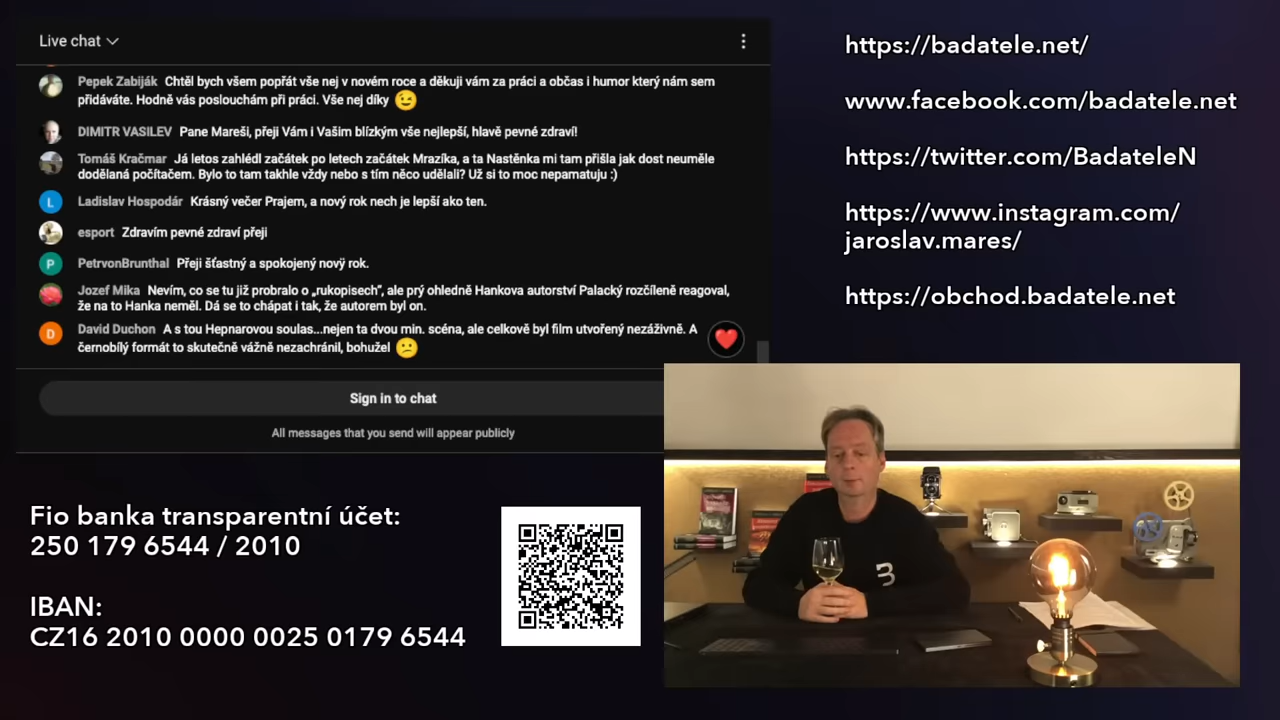 Live chat
Pepek Zabiják Chtěl bych všem popřát vše nej v novém roce a děkuji vám za práci a občas i humor který nám sem
přidáváte. Hodně vás poslouchám při práci. Vše nej díky
DIMITR VASILEV Pane Mareši, přeji Vám i Vašim blízkým vše nejlepší, hlavě pevné zdraví!
Tomáš Kračmar Já letos zahlédl začátek po letech začátek Mrazíka, a ta Nastěnka mi tam přišla jak dost neuměle
dodělaná počítačem. Bylo to tam takhle vždy nebo s tím něco udělali? Už si to moc nepamatuju :)
L
Ladislav Hospodár Krásný večer Prajem, a nový rok nech je lepší ako ten.
esport Zdravím pevné zdraví přeji
P
PetrvonBrunthal Přeji šťastný a spokojený nový rok.
Jozef Mika Nevím, co se tu již probralo o „rukopisech", ale prý ohledně Hankova autorství Palacký rozčíleně reagoval,
že na to Hanka neměl. Dá se to chápat i tak, že autorem byl on.
D
David Duchon A s tou Hepnarovou soulas...nejen ta dvou min. scéna, ale celkově byl film utvořený nezáživně. A
černobílý formát to skutečně vážně nezachránil, bohužel
Sign in to chat
All messages that you send will appear publicly
https://badatele.net/
www.facebook.com/badatele.net
https://twitter.com/BadateleN
https://www.instagram.com/
jaroslav.mares/
https://obchod.badatele.net
Fio banka transparentní účet:
250 179 6544 / 2010
IBAN:
CZ16 2010 0000 0025 0179 6544